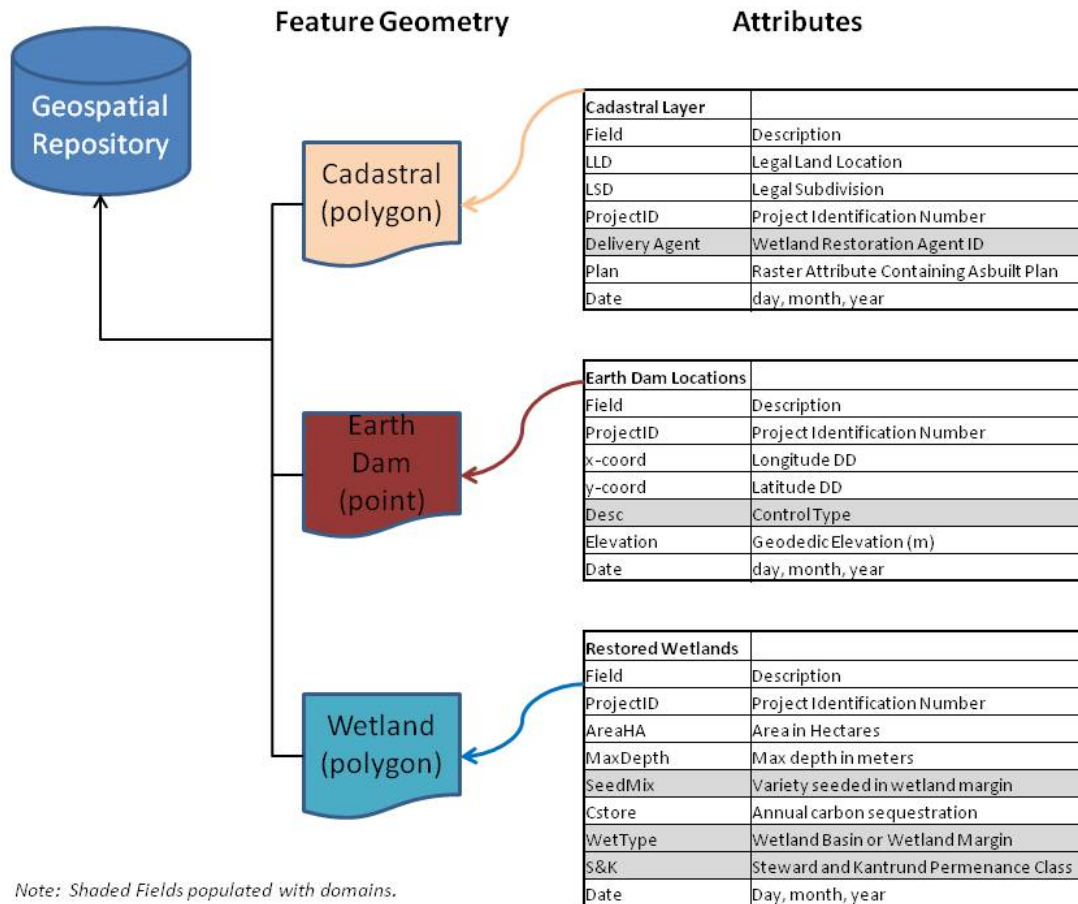 Feature Geometry Attributes
Geospatial
Repository
Cadastral
(polygon)
Cadastral Layer
Field Description
LLD Legal Land Location
LSD Legal Subdivision
ProjectID Project Identification Number
Delivery Agent Wetland Restoration Agent ID
Plan Raster Attribute Containing Asbuilt Plan
Date day, month, year
Earth
Dam
(point)
Earth Dam Locations
Field Description
ProjectID Project Identification Number
x-coord Longitude DD
y-coord Latitude DD
Desc Control Type
Elevation Geodedic Elevation (m)
Date day, month, year
Wetland
(polygon)
Restored Wetlands
Field Description
ProjectID Project Identification Number
AreaHA Area in Hectares
MaxDepth Max depth in meters
SeedMix Variety seeded in wetland margin
Cstore Annual carbon sequestration
WetType Wetland Basin or Wetland Margin
S&K Steward and Kantrund Permenance Class
Date Day, month, year
Note: Shaded Fields populated with domains.